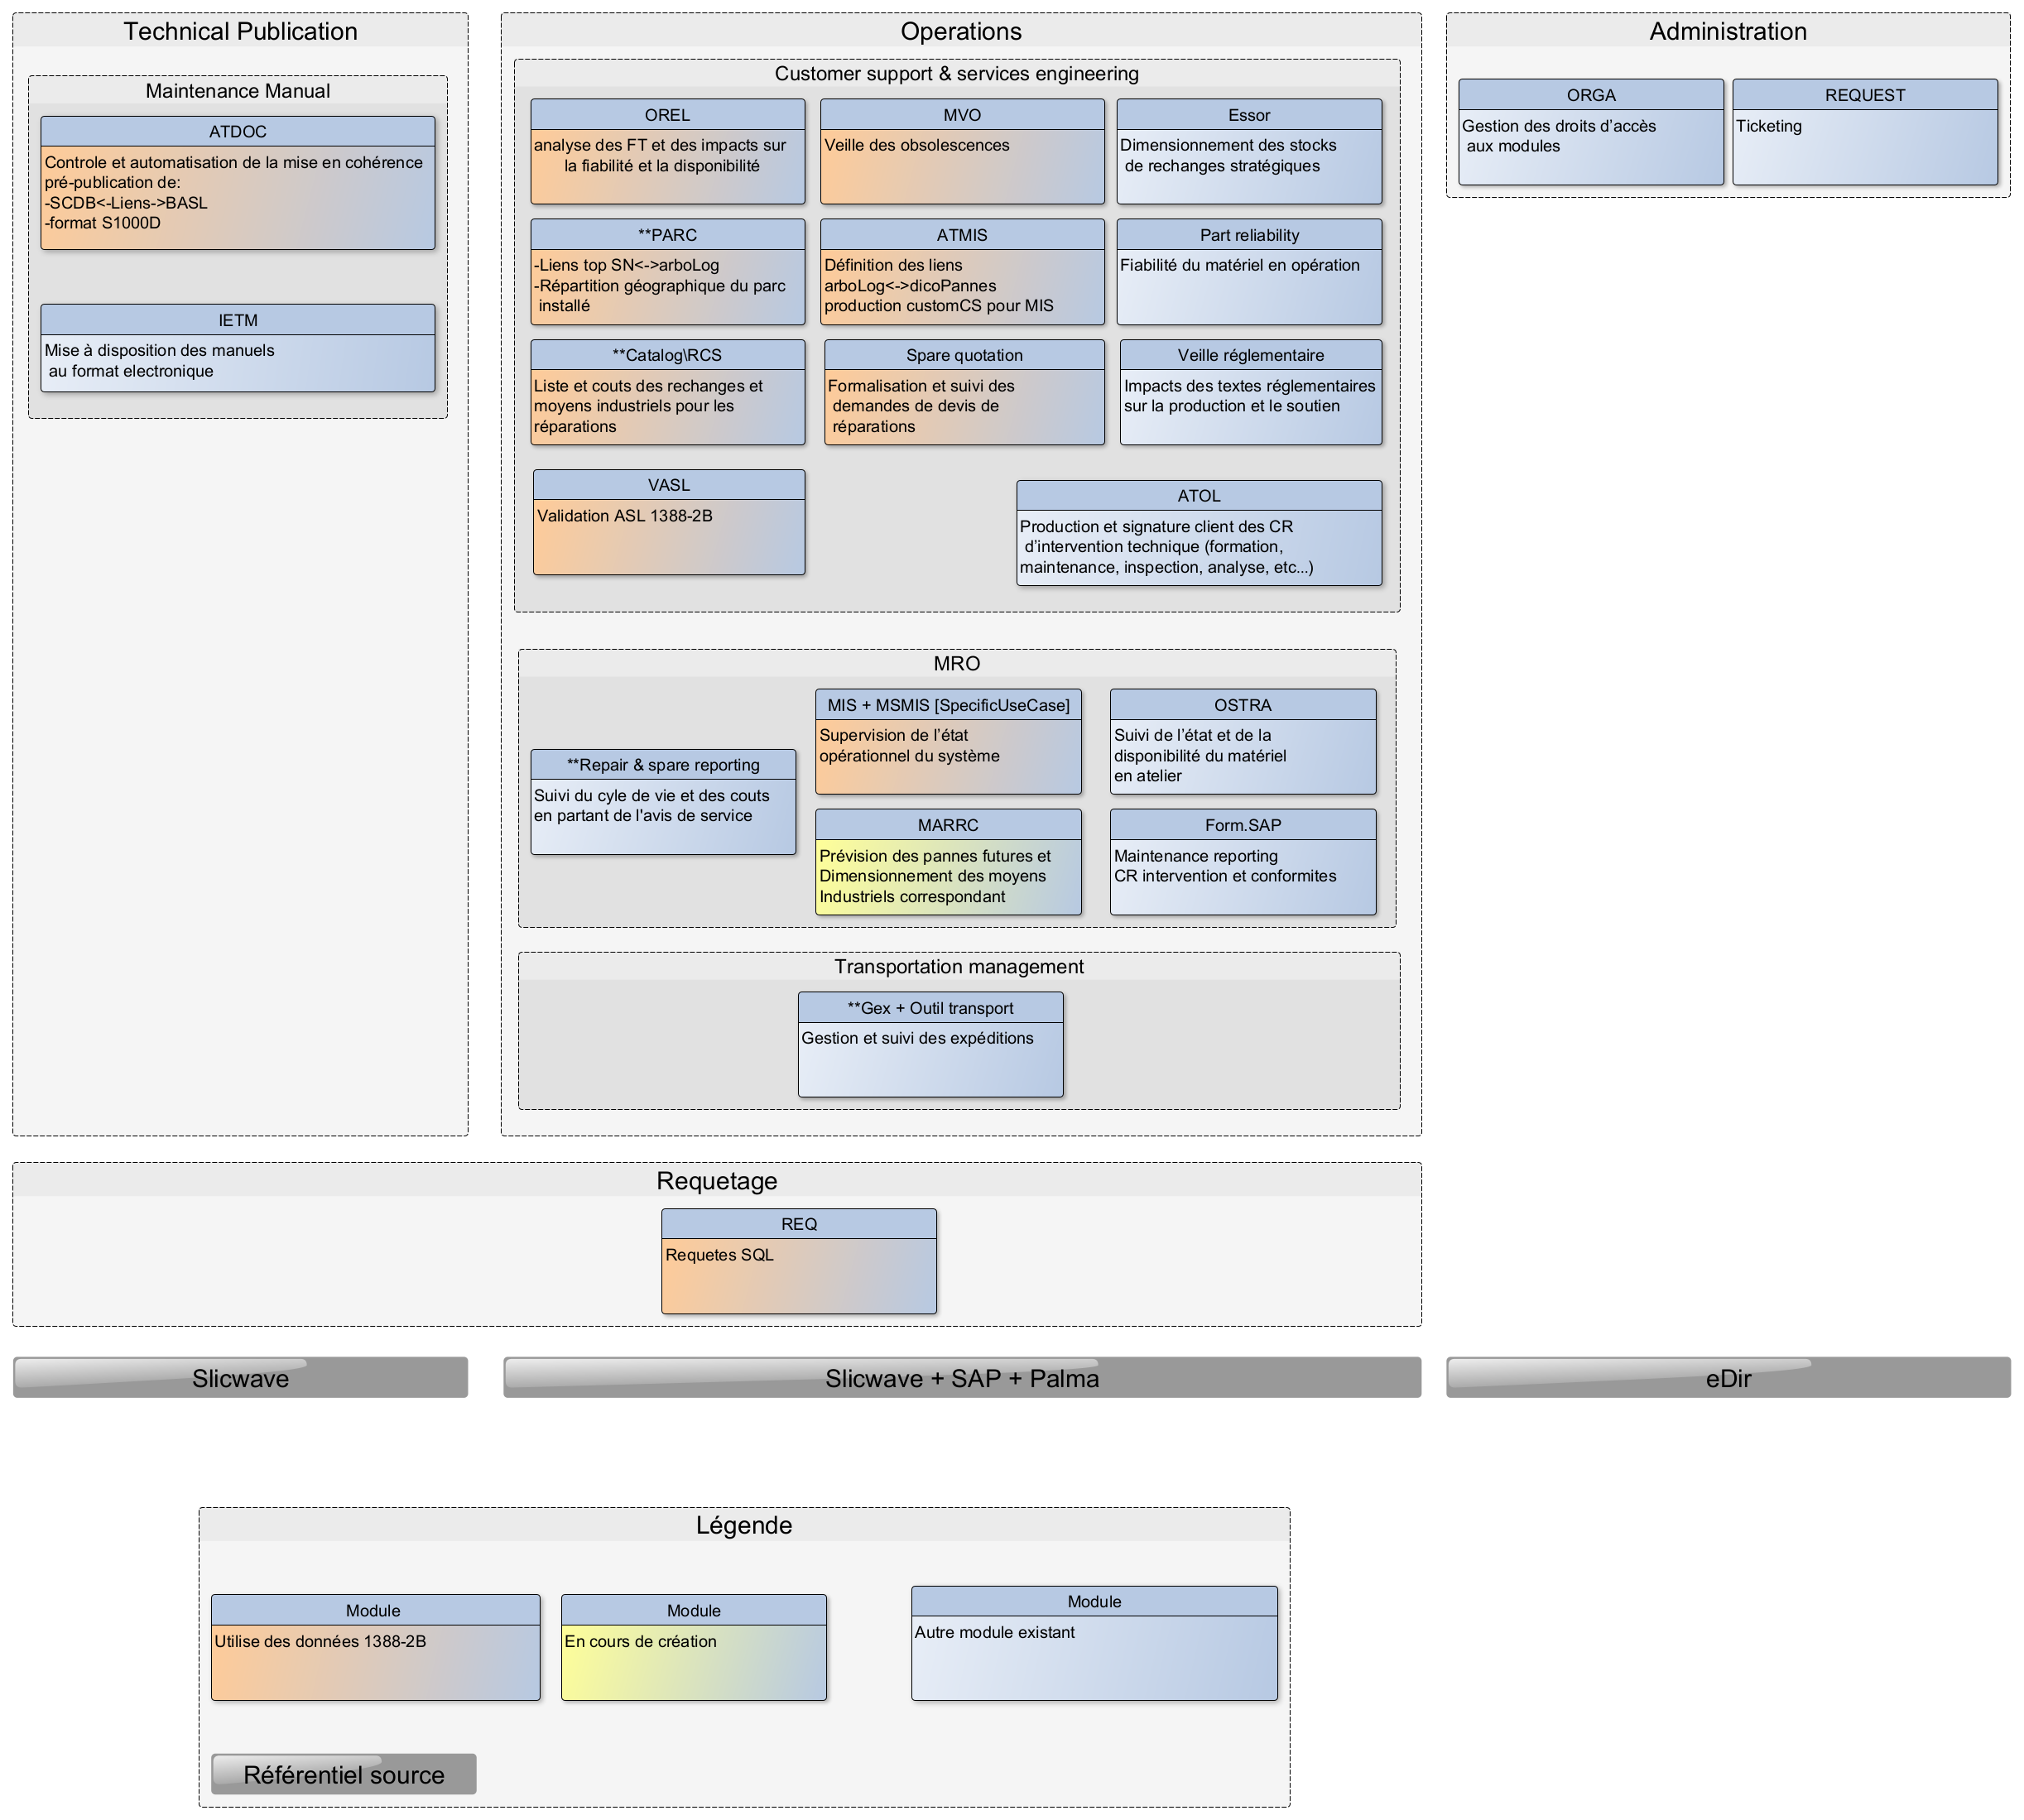 Technical Publication
Maintenance Manual
ATDOC
Controle et automatisation de la mise en cohérence
pré-publication de:
-SCDB<-Liens->BASL
-format S1000D
IETM
Mise à disposition des manuels
au format electronique
Operations
Customer support & services engineering
OREL
analyse des FT et des impacts sur
la fiabilité et la disponibilité
MVO
Veille des obsolescences
Essor
Dimensionnement des stocks
de rechanges stratégiques
**PARC
-Liens top SN<->arboLog
-Répartition géographique du parc
installé
ATMIS
Définition des liens
arboLog<->dicoPannes
production customCS pour MIS
Part reliability
Fiabilité du matériel en opération
**Catalog\RCS
Liste et couts des rechanges et
moyens industriels pour les
réparations
Spare quotation
Formalisation et suivi des
demandes de devis de
réparations
Veille réglementaire
Impacts des textes réglementaires
sur la production et le soutien
VASL
Validation ASL 1388-2B
ATOL
Production et signature client des CR
d'intervention technique (formation,
maintenance, inspection, analyse, etc...)
MRO
**Repair & spare reporting
Suivi du cyle de vie et des couts
en partant de l'avis de service
MIS + MSMIS [SpecificUseCase]
Supervision de l'état
opérationnel du système
OSTRA
Suivi de l'état et de la
disponibilité du matériel
en atelier
MARRC
Prévision des pannes futures et
Dimensionnement des moyens
Industriels correspondant
Form.SAP
Maintenance reporting
CR intervention et conformites
Transportation management
**Gex + Outil transport
Gestion et suivi des expéditions
Administration
ORGA
Gestion des droits d'accès
aux modules
REQUEST
Ticketing
Requetage
REQ
Requetes SQL
Slicwave
Slicwave + SAP + Palma
eDir
Légende
Module
Utilise des données 1388-2B
Module
En cours de création
Module
Autre module existant
Référentiel source